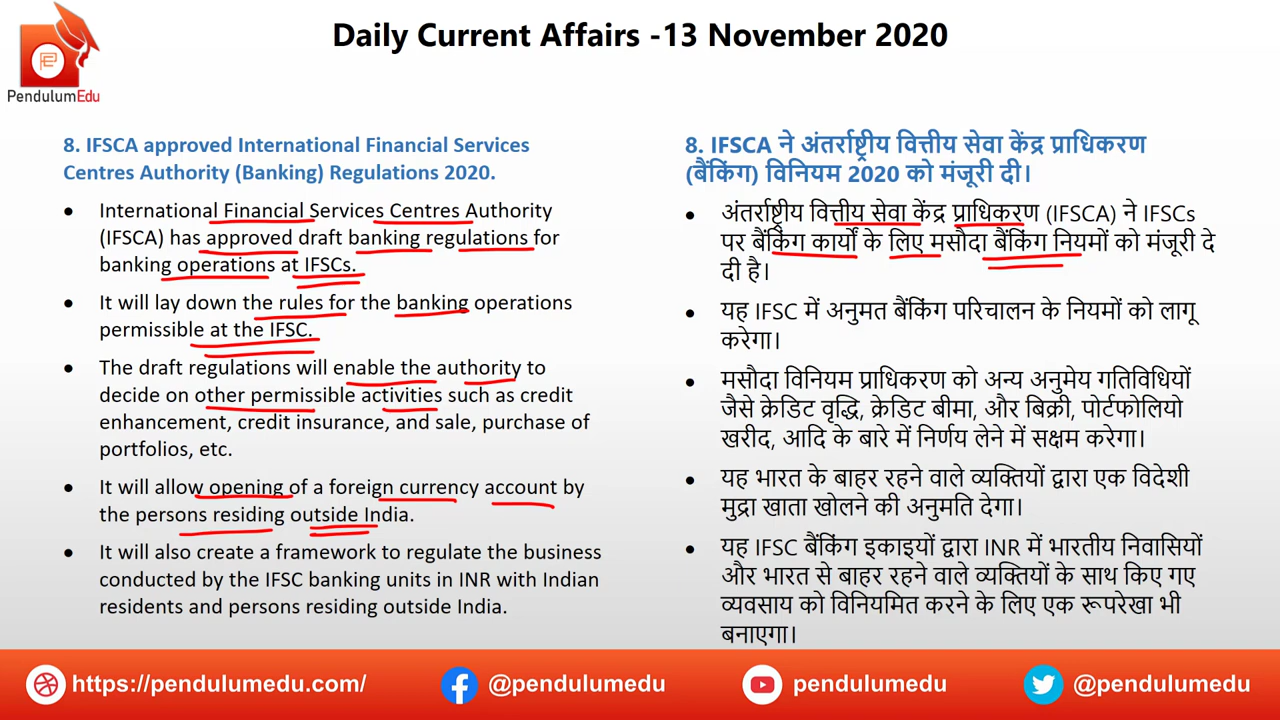 Daily Current Affairs -13 November 2020
PendulumEdu
8. IFSCA approved International Financial Services
Centres Authority (Banking) Regulations 2020.
• International Financial Services Centres Authority
(IFSCA) has approved draft banking regulations for
banking operations at IFSCs.
• It will lay down the rules for the banking operations
permissible at the IFSC.
• The draft regulations will enable the authority to
decide on other permissible activities such as credit
enhancement, credit insurance, and sale, purchase of
portfolios, etc.
• It will allow opening of a foreign currency account by
the persons residing outside India.
• It will also create a framework to regulate the business
conducted by the IFSC banking units in INR with Indian
residents and persons residing outside India.
8. IFSCA ने अंतर्राष्ट्रीय वित्तीय सेवा केंद्र प्राधिकरण
(बैंकिंग) विनियम 2020 को मंजूरी दी।
• अंतर्राष्ट्रीय वित्तीय सेवा केंद्र प्राधिकरण (IFSCA) ने IFSCs
पर बैंकिंग कार्यों के लिए मसौदा बैंकिंग नियमों को मंजूरी दे
दी है।
• यह IFSC में अनुमत बैंकिंग परिचालन के नियमों को लागू
करेगा।
• मसौदा विनियम प्राधिकरण को अन्य अनुमेय गतिविधियों
जैसे क्रेडिट वृद्धि, क्रेडिट बीमा, और बिक्री, पोर्टफोलियो
खरीद, आदि के बारे में निर्णय लेने में सक्षम करेगा।
• यह भारत के बाहर रहने वाले व्यक्तियों द्वारा एक विदेशी
मुद्रा खाता खोलने की अनुमति देगा।
• यह IFSC बैंकिंग इकाइयों द्वारा INR में भारतीय निवासियों
और भारत से बाहर रहने वाले व्यक्तियों के साथ किए गए
व्यवसाय को विनियमित करने के लिए एक रूपरेखा भी
बनाएगा।
https://pendulumedu.com/ @pendulumedu pendulumedu @pendulumedu